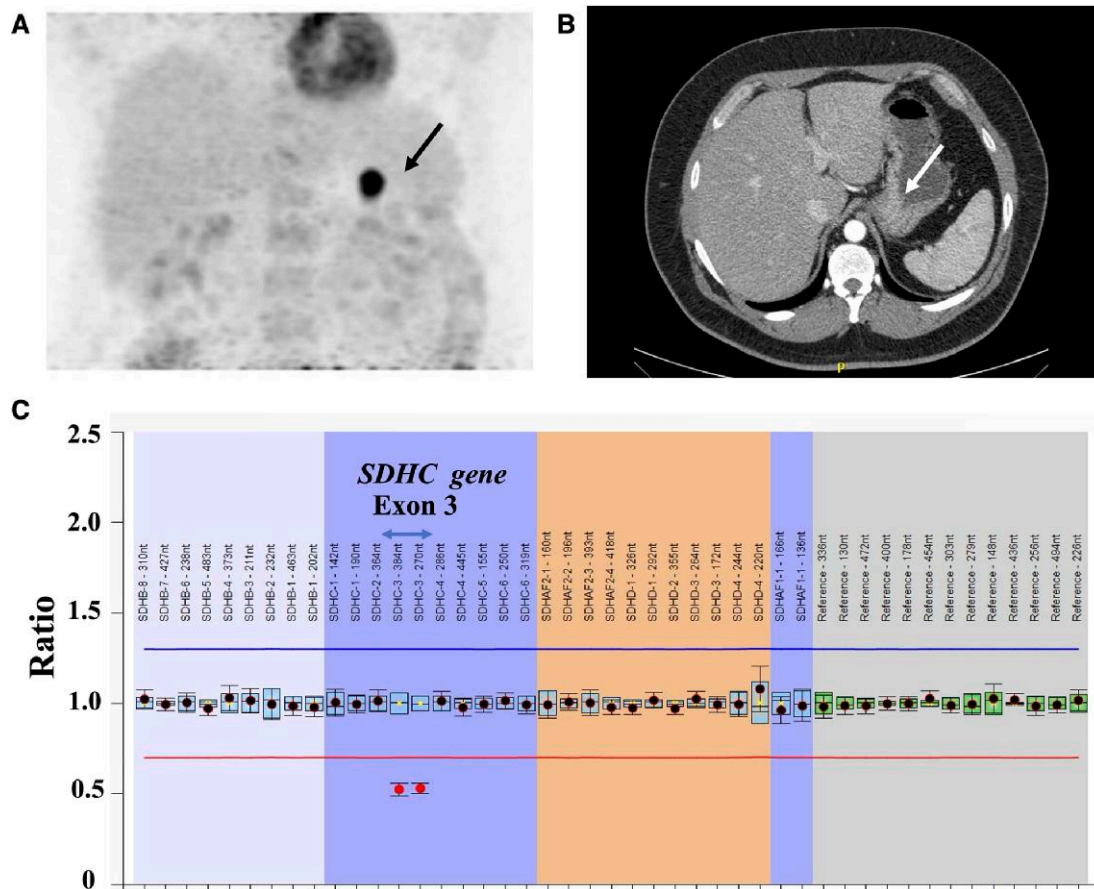 A
B
P
C
2.5
2.0
1.5
1.0
0.5
0
Ratio
SDHC gene
Exon 3
SDHB-8 - 310nt
SDHB-7 - 427nt
SDHB-6 - 238nt
SDHB-5 - 483nt
SDHB-4 - 373nt
SDHB-3 - 211nt
SDHB-2 - 232nt
SDHB-1 - 463nt
SDHB-1 - 202nt
SDHC-1 - 142nt
SDHC-1 - 190nt
SDHC-2 - 364nt
SDHC-3 - 384nt
SDHC-3 - 270nt
SDHC-4 - 286nt
SDHC-4 - 445nt
SDHC-5 - 155nt
SDHC-6 - 250nt
SDHC-6 - 319nt
SDHAF2-1 - 160nt
SDHAF2-2 - 196nt
SDHAF2-3 - 393nt
SDHAF2-4 - 418nt
SDHD-1 - 326nt
SDHD-1 - 292nt
SDHD-2 - 355nt
SDHD-3 - 264nt
SDHD-3 - 172nt
SDHD-4 - 244nt
SDHD-4 - 220nt
SDHAF1-1 - 166nt
SDHAF1-1 - 136nt
Reference - 336nt
Reference - 130nt
Reference - 472nt
Reference - 400nt
Reference - 178nt
Reference - 454nt
Reference - 303nt
Reference - 279nt
Reference - 148nt
Reference - 436nt
Reference - 256nt
Reference - 494nt
Reference - 226nt